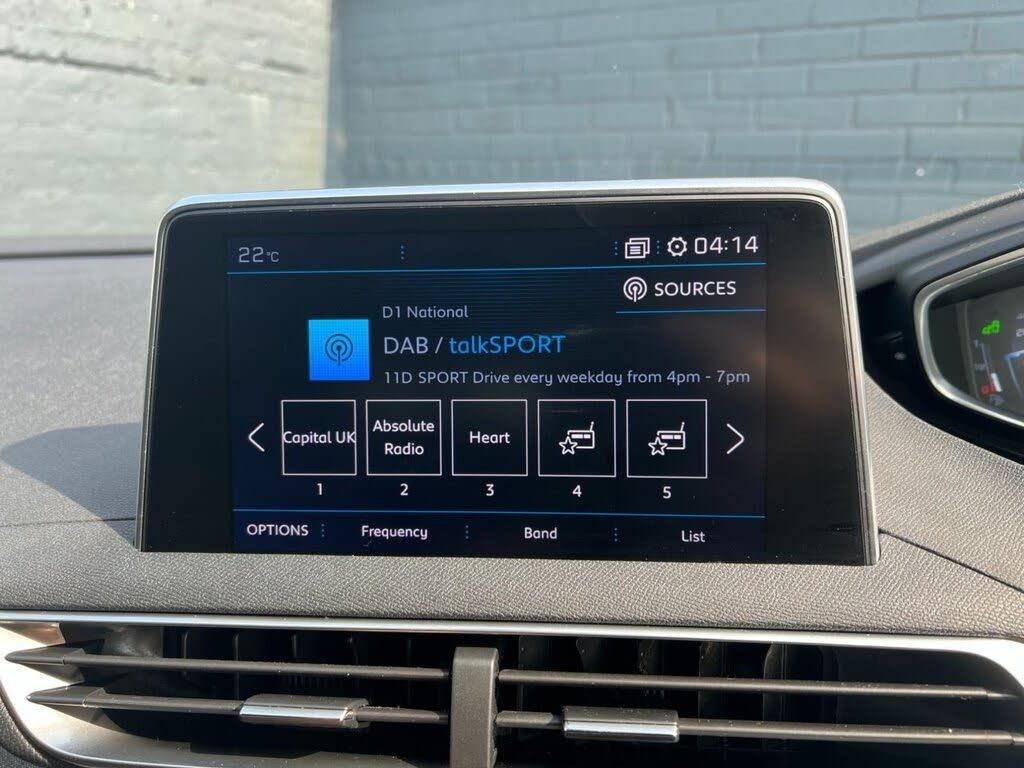 22°C
04:14
SOURCES
D1 National
DAB / talkSPORT
11D SPORT Drive every weekday from 4pm - 7pm
Capital UK
Absolute
Radio
Heart
1
2
3
4
5
OPTIONS
Frequency
Band
List